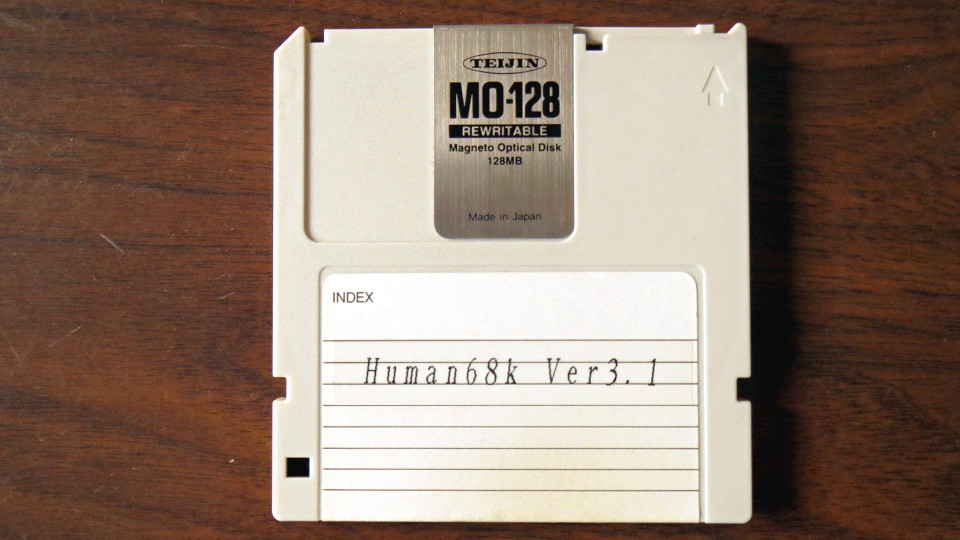 TEIJIN
MO-128
REWRITABLE
Magneto Optical Disk
128MB
Made in Japan
INDEX
Human68k Ver3.1